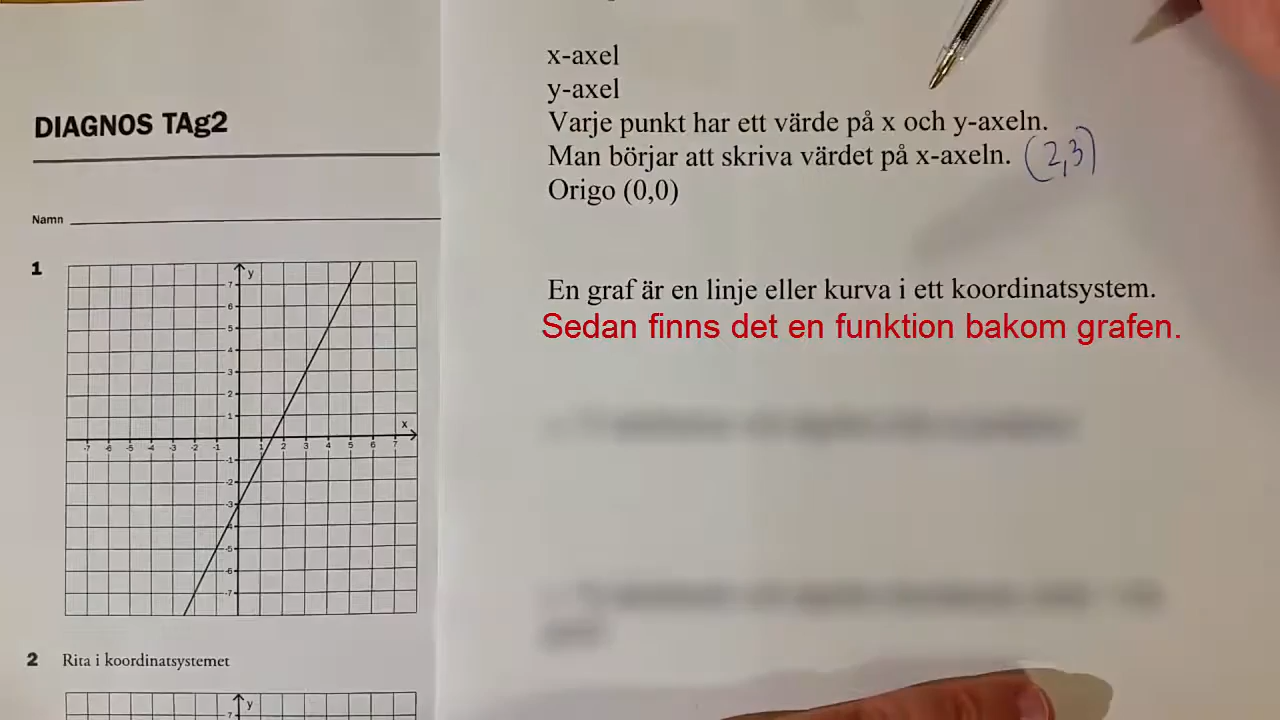 DIAGNOS TAg2
Namn
1
y
7
6
5
4
3
2
1
x
-7 -6 -5 -4 -3 -2 -1 1 2 3 4 5 6 7
-1
-2
-3
-4
-5
-6
-7
2 Rita i koordinatsystemet
y
7
x-axel
y-axel
Varje punkt har ett värde på x och y-axeln.
Man börjar att skriva värdet på x-axeln. (2,3)
Origo (0,0)
En graf är en linje eller kurva i ett koordinatsystem.
Sedan finns det en funktion bakom grafen.